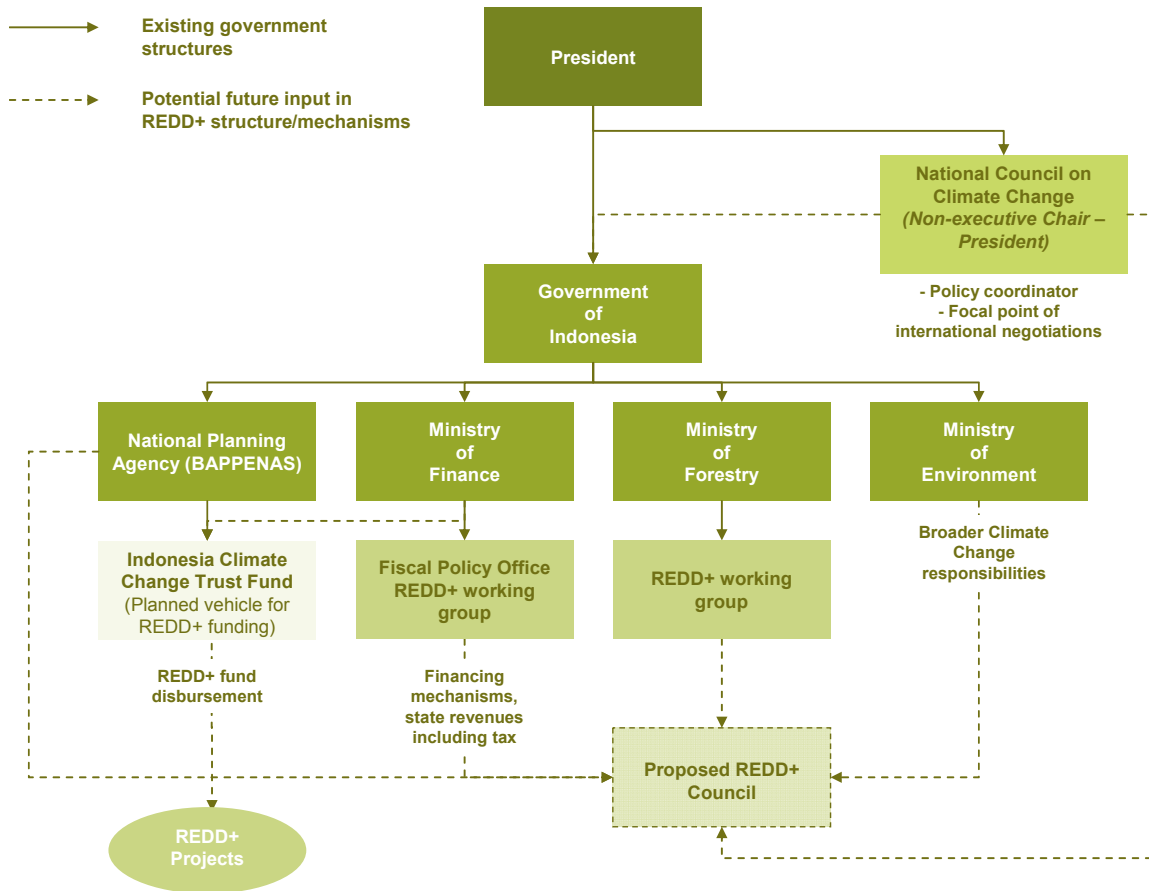 Existing government
structures
Potential future input in
REDD+ structure/mechanisms
President
National Council on
Climate Change
(Non-executive Chair –
President)
- Policy coordinator
- Focal point of
international negotiations
Government
of
Indonesia
National Planning
Agency (BAPPENAS)
Ministry
of
Finance
Ministry
of
Forestry
Ministry
of
Environment
Indonesia Climate
Change Trust Fund
(Planned vehicle for
REDD+ funding)
Fiscal Policy Office
REDD+ working
group
REDD+ working
group
Broader Climate
Change
responsibilities
REDD+ fund
disbursement
Financing
mechanisms,
state revenues
including tax
Proposed REDD+
Council
REDD+
Projects